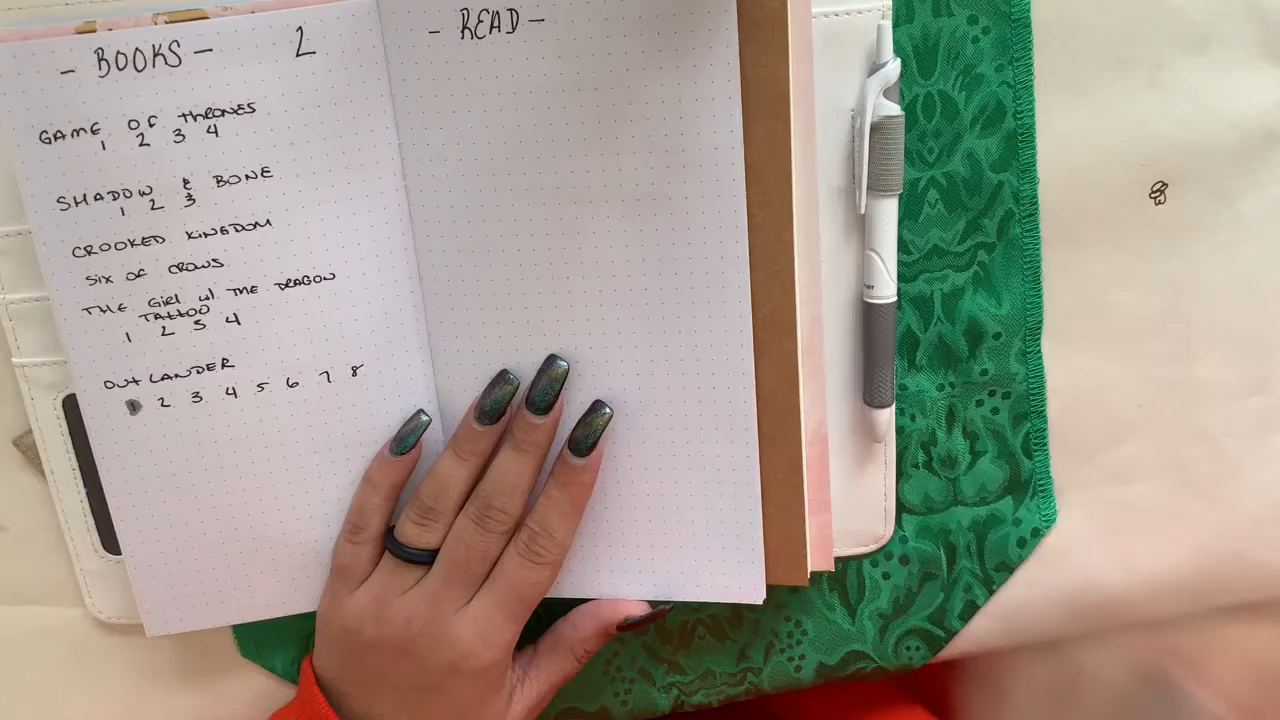 - BOOKS - 2
GAME OF THRONES
1 2 3 4
SHADOW & BONE
1 2 3
CROOKED KINGDOM
SIX OF CROWS
THE GIRL W/ THE DRAGON
TATTOO
1 2 3 4
OUTLANDER
1 2 3 4 5 6 7 8
- READ -